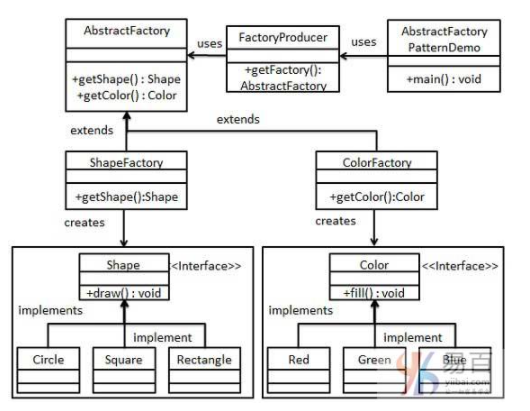 AbstractFactory
+getShape() : Shape
+getColor() : Color
uses
FactoryProducer
+getFactory():
AbstractFactory
uses
AbstractFactory
PatternDemo
+main() : void
extends
extends
ShapeFactory
+getShape():Shape
ColorFactory
+getColor():Color
creates
creates
Shape
<<Interface>>
+draw() : void
implements
implement
Circle
Square
Rectangle
Color
<<Interface>>
+fill() : void
implements
implement
Red
Green
Blue
易百
yiibai.com